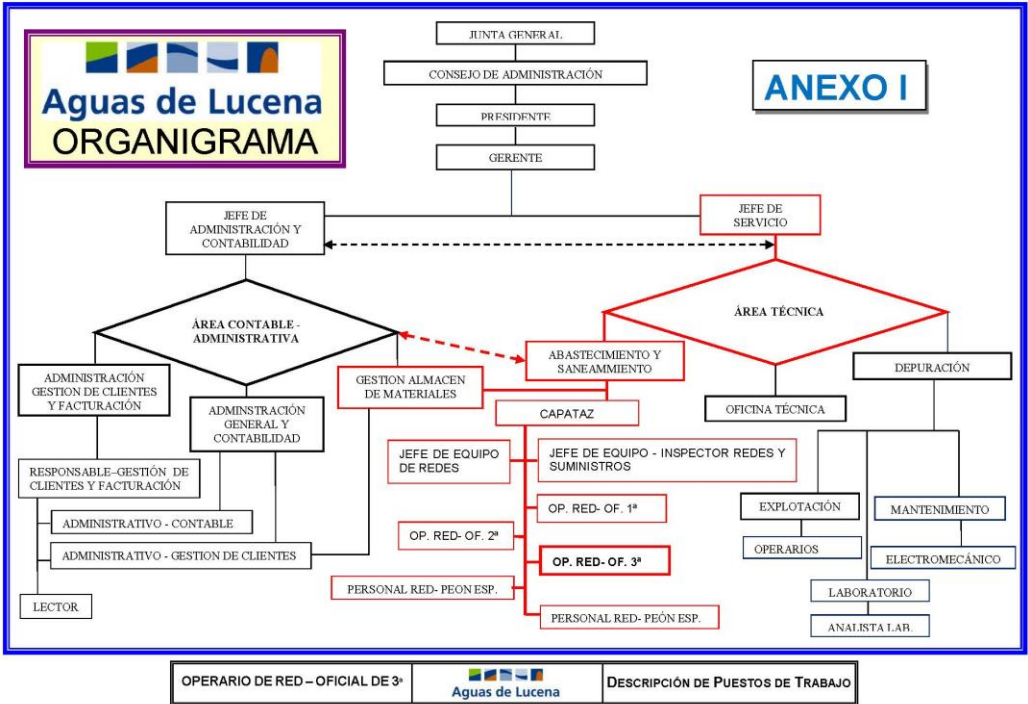 Aguas de Lucena
ORGANIGRAMA
ANEXO I
JUNTA GENERAL
CONSEJO DE ADMINISTRACIÓN
PRESIDENTE
GERENTE
JEFE DE
ADMINISTRACIÓN Y
CONTABILIDAD
JEFE DE
SERVICIO
ÁREA CONTABLE -
ADMINISTRATIVA
ÁREA TÉCNICA
ADMINISTRACIÓN
GESTION DE CLIENTES
Y FACTURACIÓN
ADMINSTRACIÓN
GENERAL Y
CONTABILIDAD
GESTION ALMACEN
DE MATERIALES
ABASTECIMIENTO Y
SANEAMMIENTO
OFICINA TÉCNICA
DEPURACIÓN
CAPATAZ
JEFE DE EQUIPO
DE REDES
JEFE DE EQUIPO - INSPECTOR REDES Y
SUMINISTROS
RESPONSABLE–GESTIÓN DE
CLIENTES Y FACTURACIÓN
ADMINISTRATIVO - CONTABLE
ADMINISTRATIVO - GESTION DE CLIENTES
LECTOR
OP. RED- OF. 1ª
OP. RED- OF. 2ª
OP. RED- OF. 3ª
PERSONAL RED- PEON ESP.
PERSONAL RED- PEÓN ESP.
EXPLOTACIÓN
OPERARIOS
MANTENIMIENTO
ELECTROMECÁNICO
LABORATORIO
ANALISTA LAB.
OPERARIO DE RED – OFICIAL DE 3ª
Aguas de Lucena
DESCRIPCIÓN DE PUESTOS DE TRABAJO